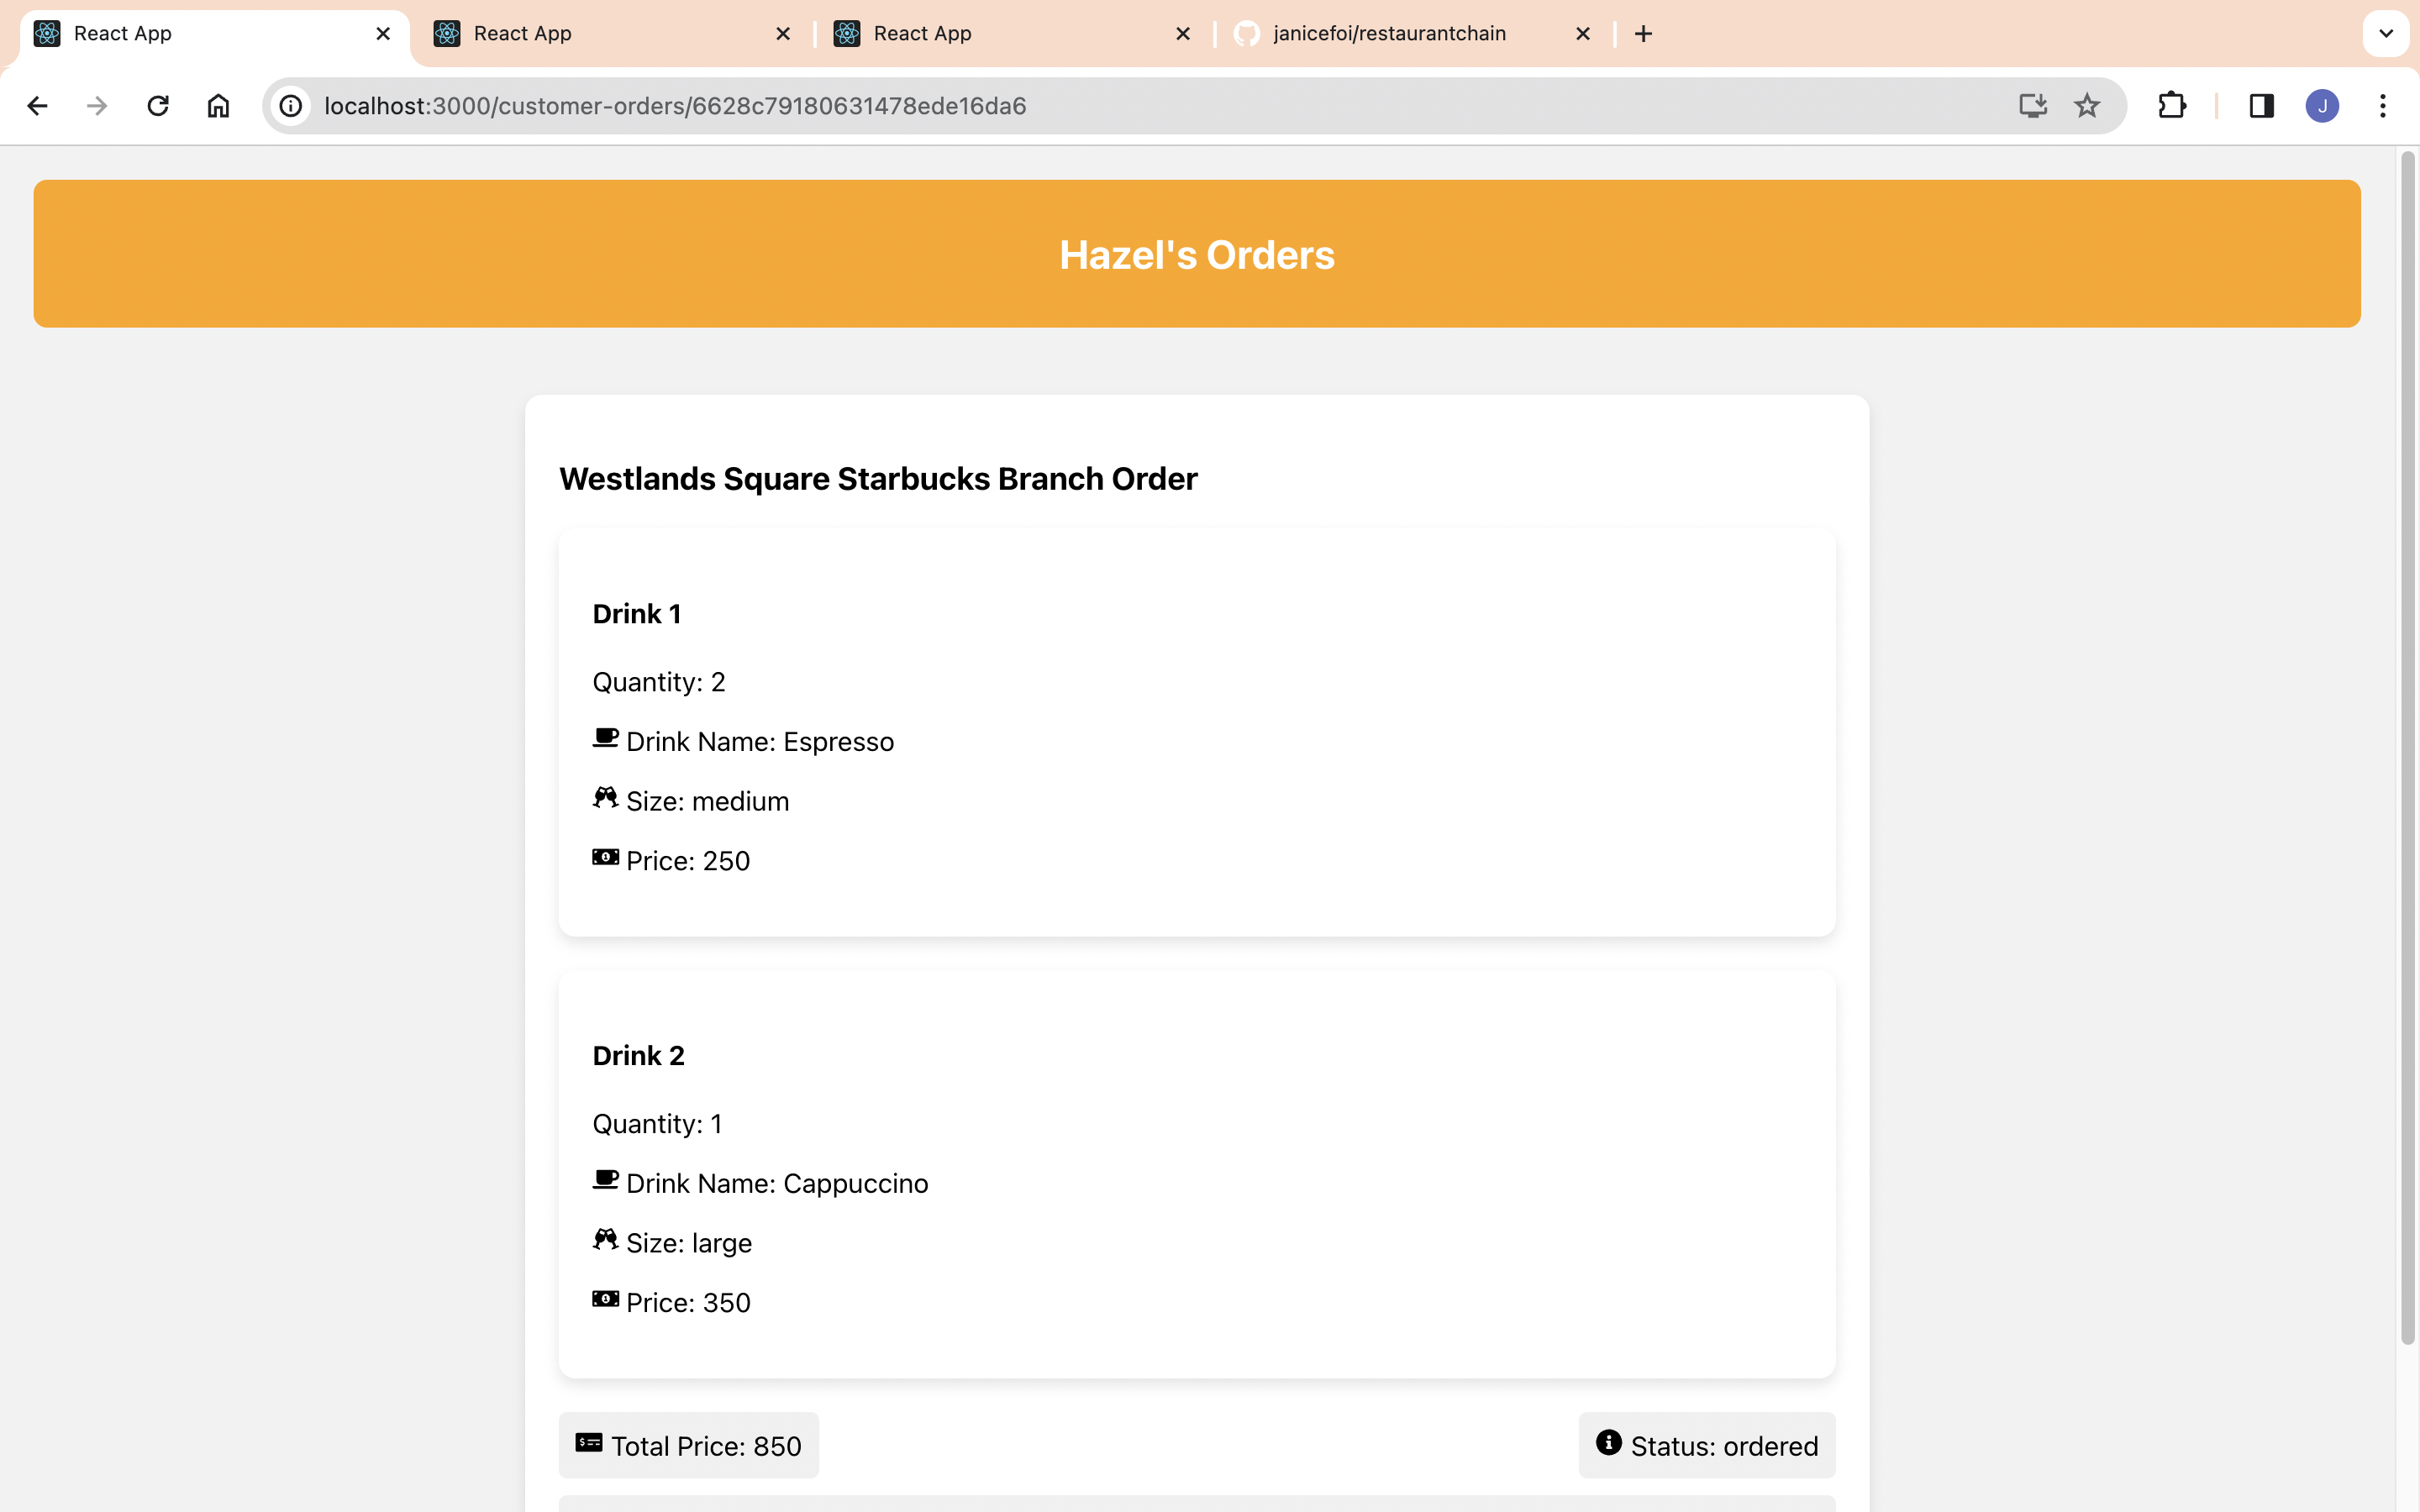 React App
React App
React App
janicefoi/restaurantchain
localhost:3000/customer-orders/6628c79180631478ede16da6
J
Hazel's Orders
Westlands Square Starbucks Branch Order
Drink 1
Quantity: 2
Drink Name: Espresso
Size: medium
Price: 250
Drink 2
Quantity: 1
Drink Name: Cappuccino
Size: large
Price: 350
Total Price: 850
Status: ordered